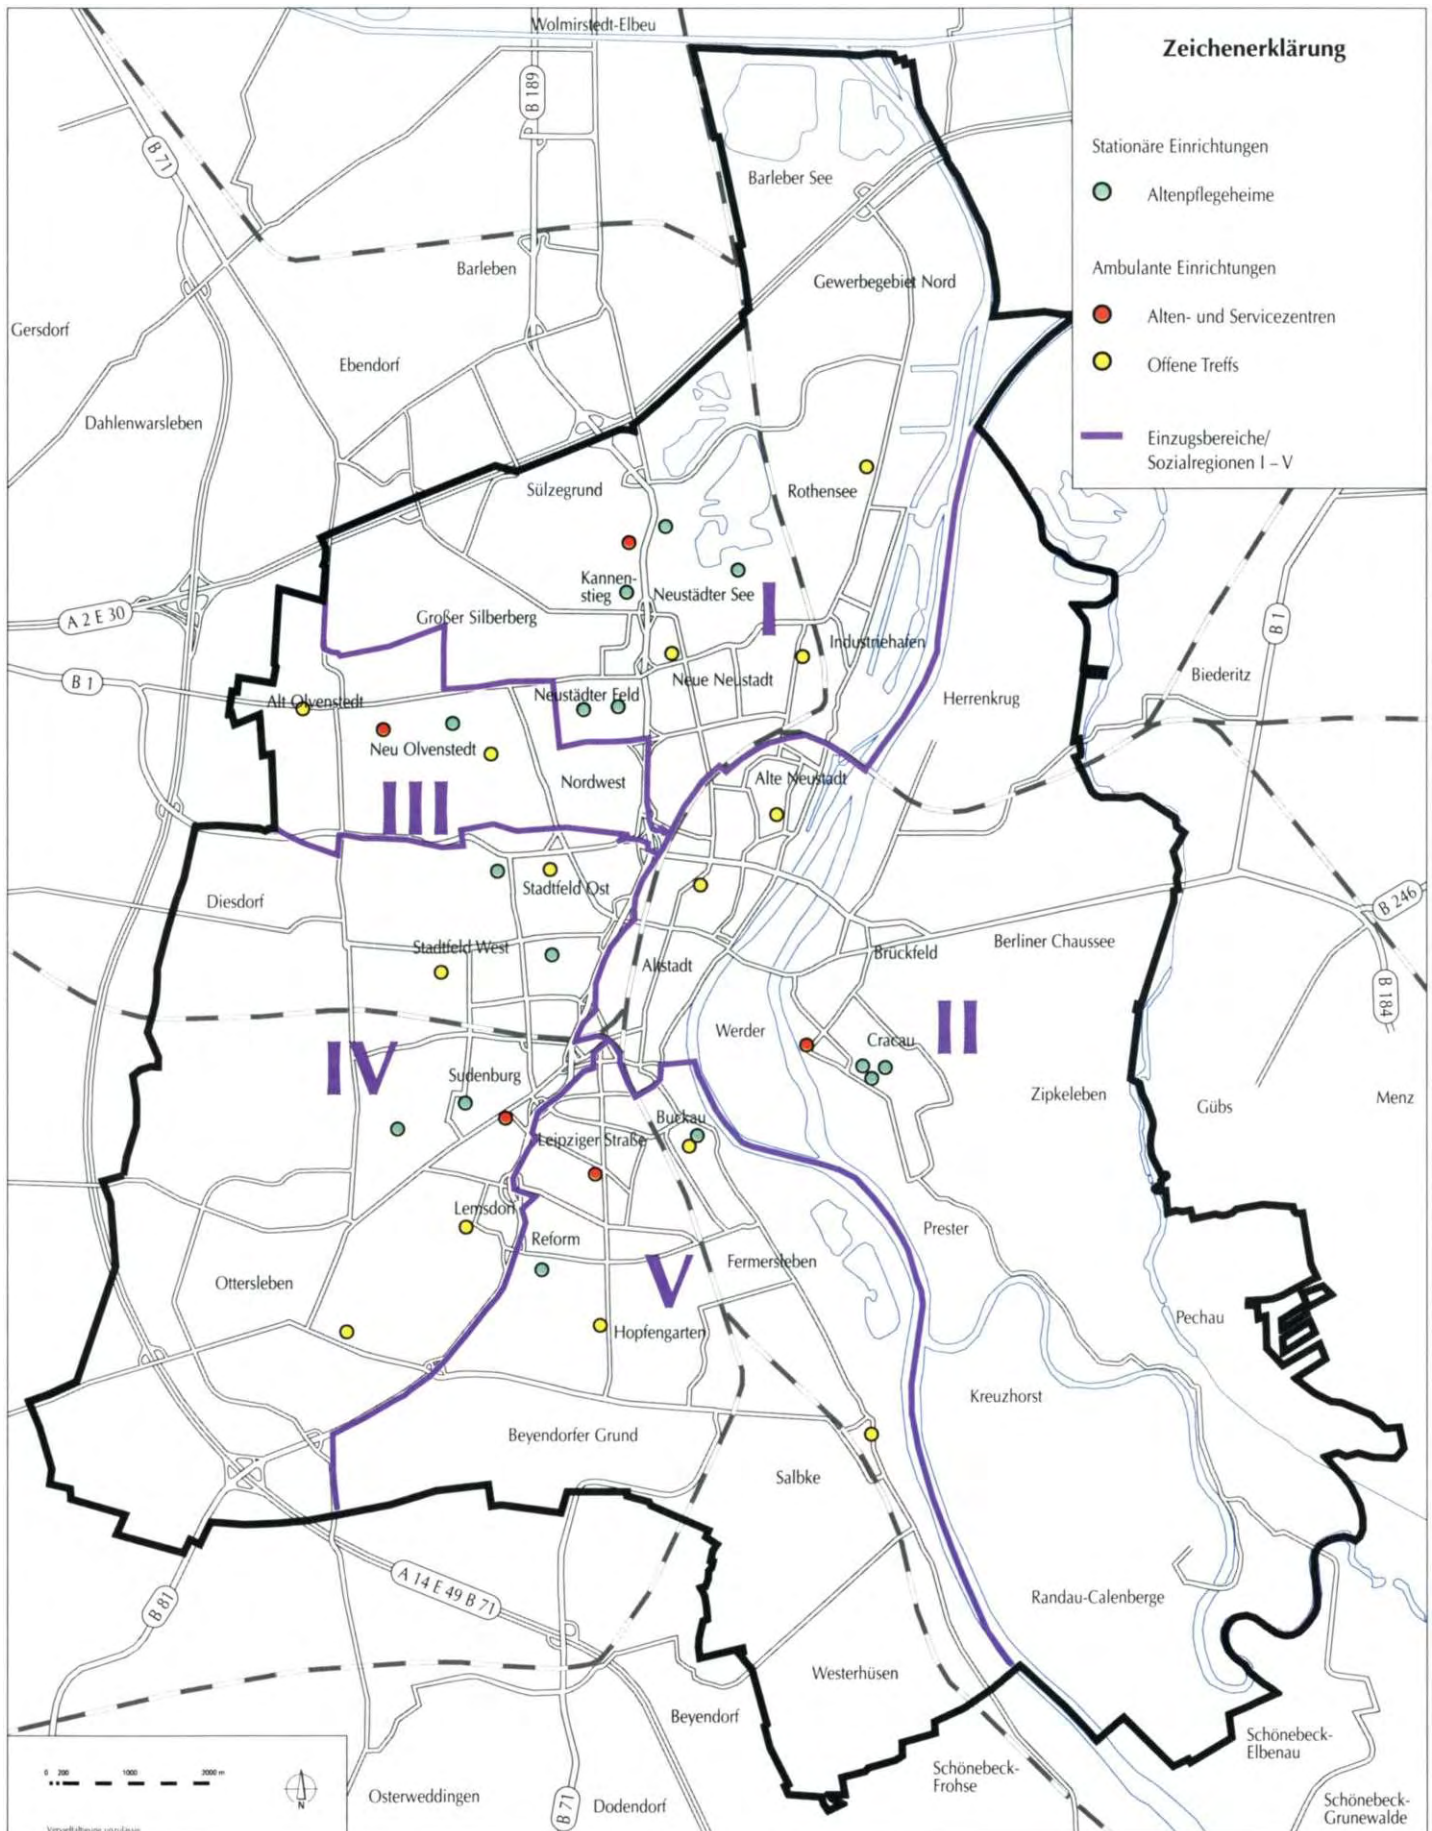 Wolmirstedt-Elbeu
Zeichenerklärung
B 189
B 71
Stationäre Einrichtungen
Barleber See
Altenpflegeheime
Barleben
Ambulante Einrichtungen
Gewerbegebiet Nord
Alten- und Servicezentren
Gersdorf
Ebendorf
Offene Treffs
Dahlenwarsleben
Einzugsbereiche/
Sozialregionen I – V
Sülzegrund
Rothensee
Kannen-
stieg
Neustädter See
I
A 2 E 30
Großer Silberberg
B 1
Industriehafen
B 1
Neue Neustadt
Biederitz
Alt Olvenstedt
Neustädter Feld
Herrenkrug
Neu Olvenstedt
Nordwest
Alte Neustadt
III
Stadtfeld Ost
Diesdorf
B 246
Stadtfeld West
Berliner Chaussee
Brückfeld
Altstadt
B 184
II
Werder
Cracau
IV
Sudenburg
Zipkeleben
Gübs
Menz
Buckau
Leipziger Straße
Lemsdorf
Reform
Prester
Fermersleben
V
Ottersleben
Pechau
Hopfengarten
Kreuzhorst
Beyendorfer Grund
Salbke
A 14 E 49 B 71
B 81
Randau-Calenberge
Westerhüsen
Beyendorf
Schönebeck-
Elbenau
0 200 1000 2000 m
N
Osterweddingen
B 71
Dodendorf
Schönebeck-
Frohse
Schönebeck-
Grunewalde